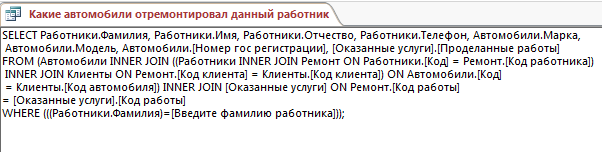 Какие автомобили отремонтировал данный работник
SELECT Работники.Фамилия, Работники.Имя, Работники.Отчество, Работники.Телефон, Автомобили.Марка,
Автомобили.Модель, Автомобили.[Номер гос регистрации], [Оказанные услуги].[Проделанные работы]
FROM (Автомобили INNER JOIN ((Работники INNER JOIN Ремонт ON Работники.[Код] = Ремонт.[Код работника])
INNER JOIN Клиенты ON Ремонт.[Код клиента] = Клиенты.[Код клиента]) ON Автомобили.[Код]
= Клиенты.[Код автомобиля]) INNER JOIN [Оказанные услуги] ON Ремонт.[Код работы]
= [Оказанные услуги].[Код работы]
WHERE (((Работники.Фамилия)=[Введите фамилию работника]));